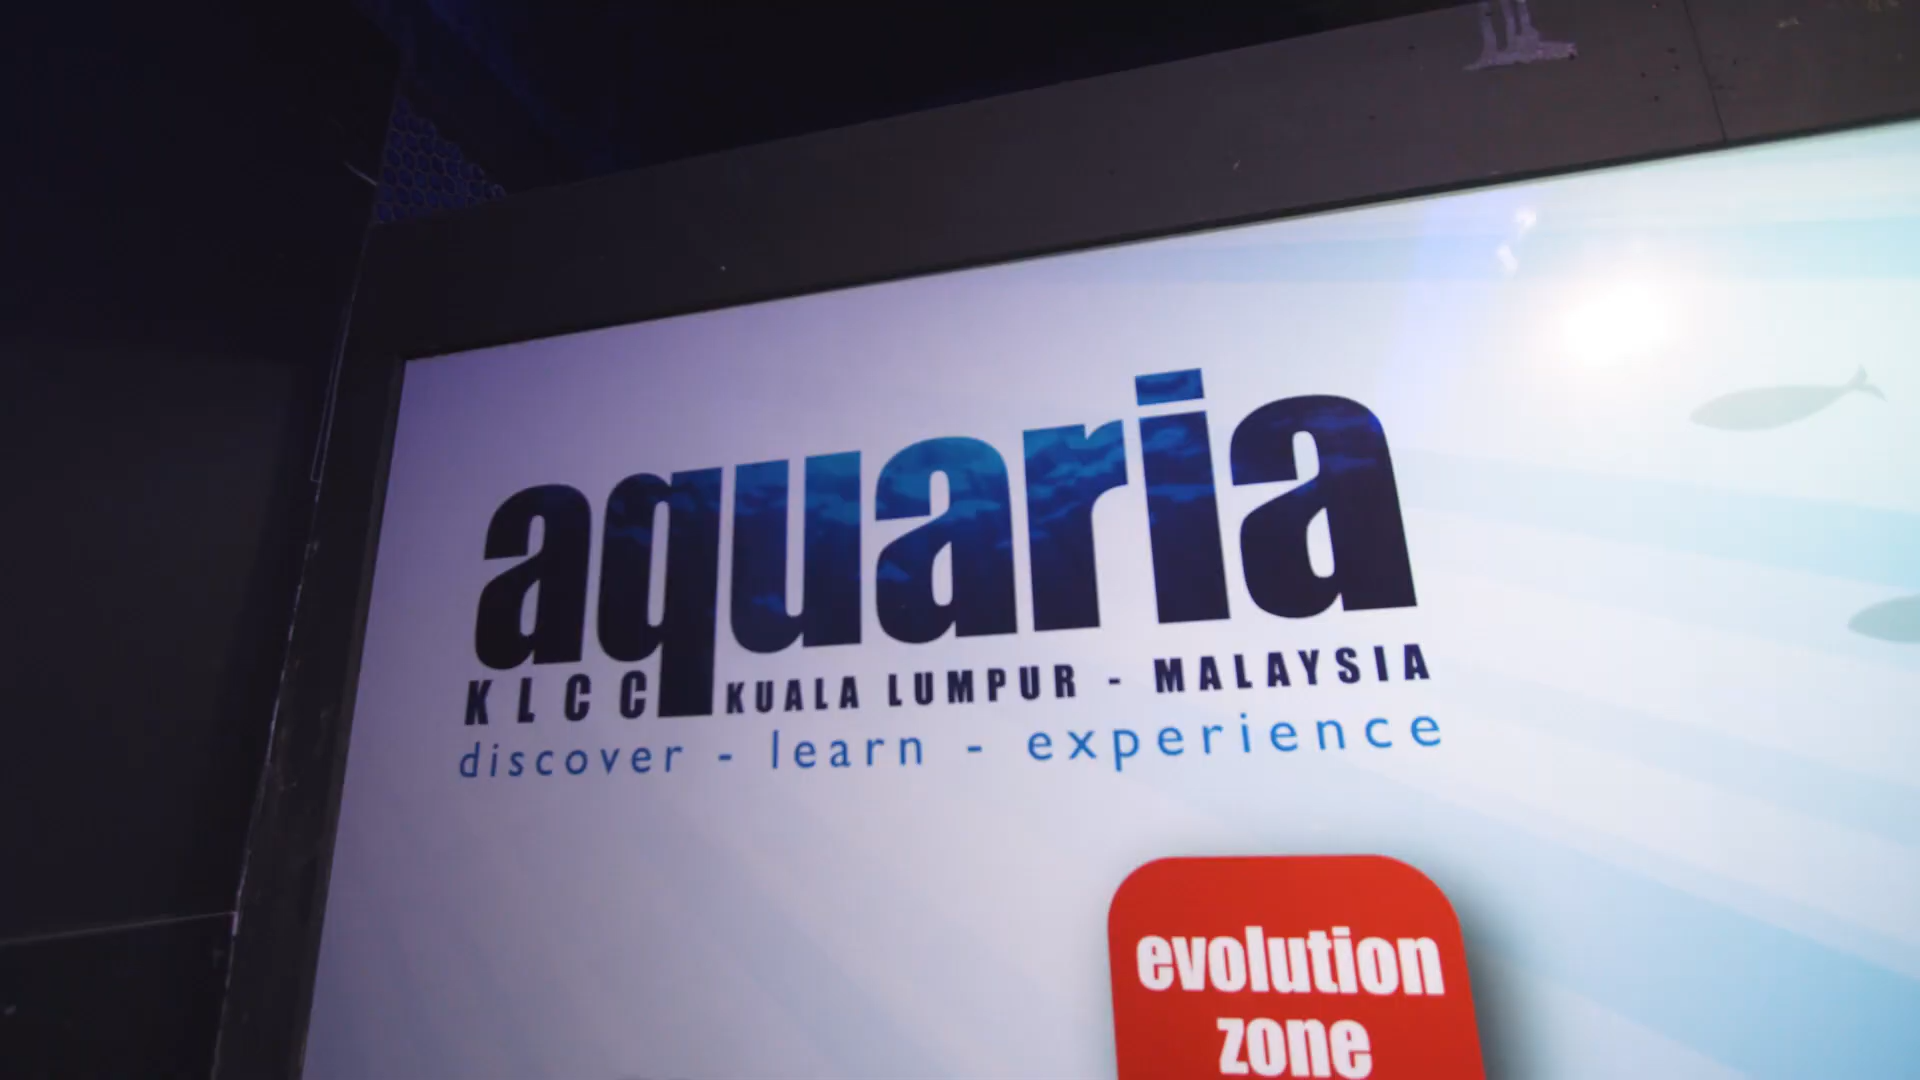 aquaria
KLCC KUALA LUMPUR - MALAYSIA
discover - learn - experience
evolution
zone